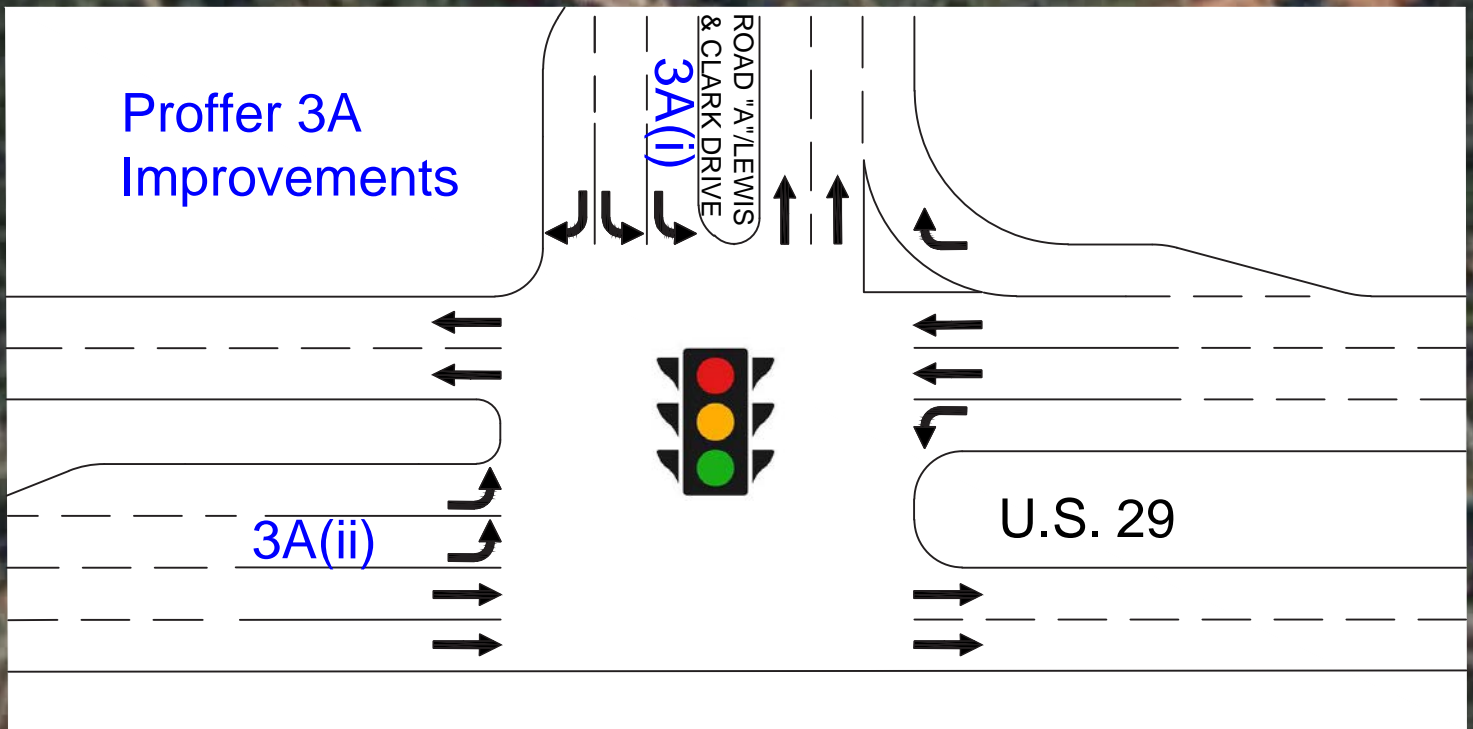 Proffer 3A
Improvements
3A(i)
ROAD "A"/LEWIS
& CLARK DRIVE
3A(ii)
U.S. 29